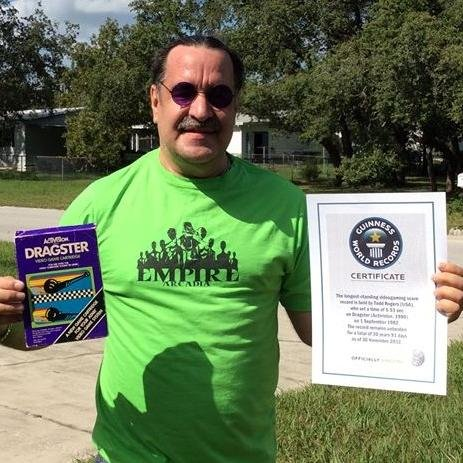 ACTIVISION
DRAGSTER
VIDEO GAME CARTRIDGE
EMPIRE
ARCADIA
GUINNESS
WORLD RECORDS
CERTIFICATE
The longest-standing videogaming score
record is held by Todd Rogers (USA),
who set a time of 5.51 sec
on Dragster (Activision, 1980)
on 1 September 1982.
The record remains unbroken
for a total of 30 years 91 days
as of 30 November 2012
OFFICIALLY AMAZING